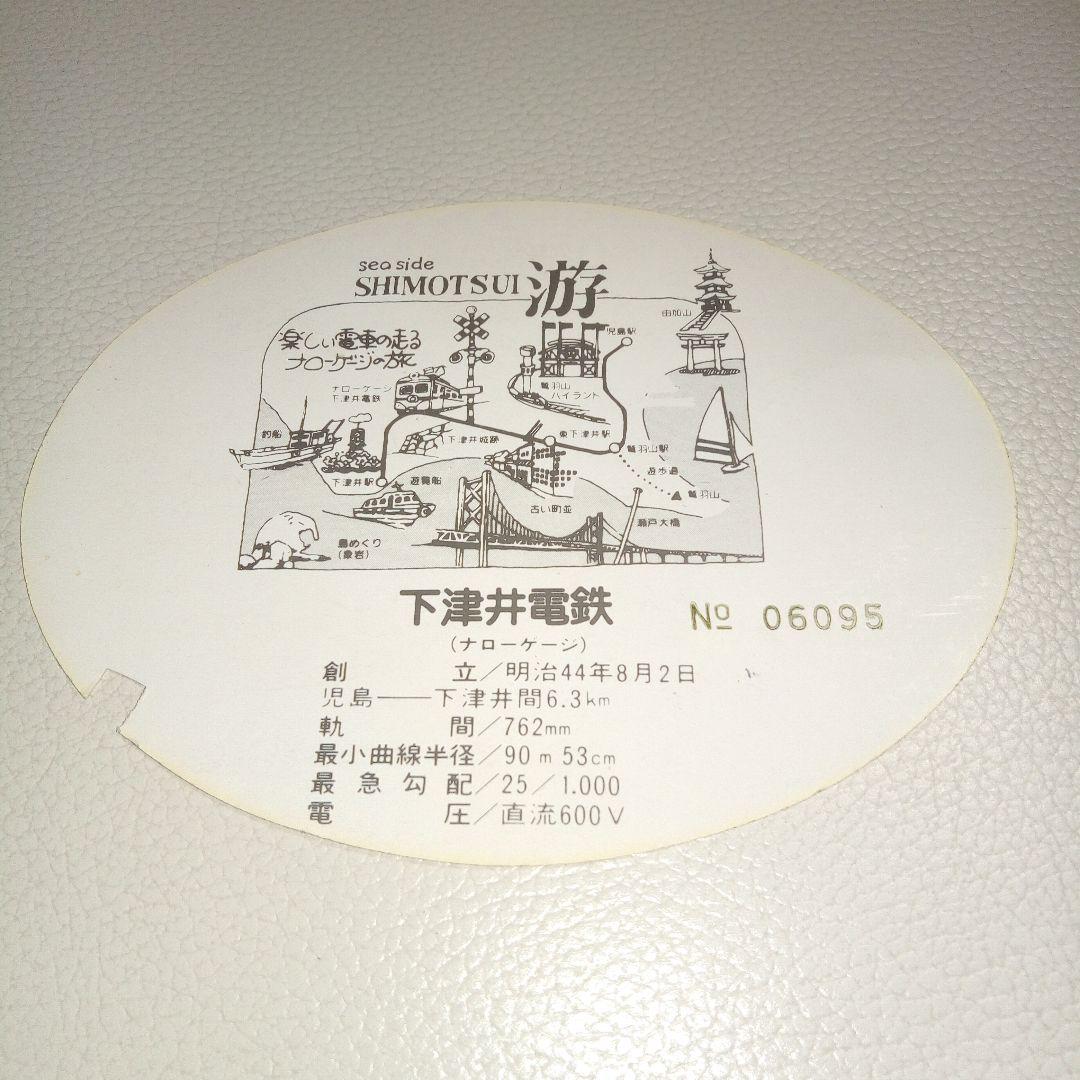 sea side
SHIMOTSUI 游
由加山
児島駅
楽しい電車の走る
ナローゲージの旅
ナローゲージ
下津井電鉄
鷲羽山
ハイランド
釣船
下津井城跡
東下津井駅
鷲羽山駅
遊歩道
下津井駅
遊覧船
鷲羽山
古い町並
瀬戸大橋
島めぐり
(象岩)
下津井電鉄
No 06095
(ナローゲージ)
創立/明治44年8月2日
児島――下津井間6.3km
軌間/762mm
最小曲線半径/90m53cm
最急勾配/25/1.000
電圧/直流600V